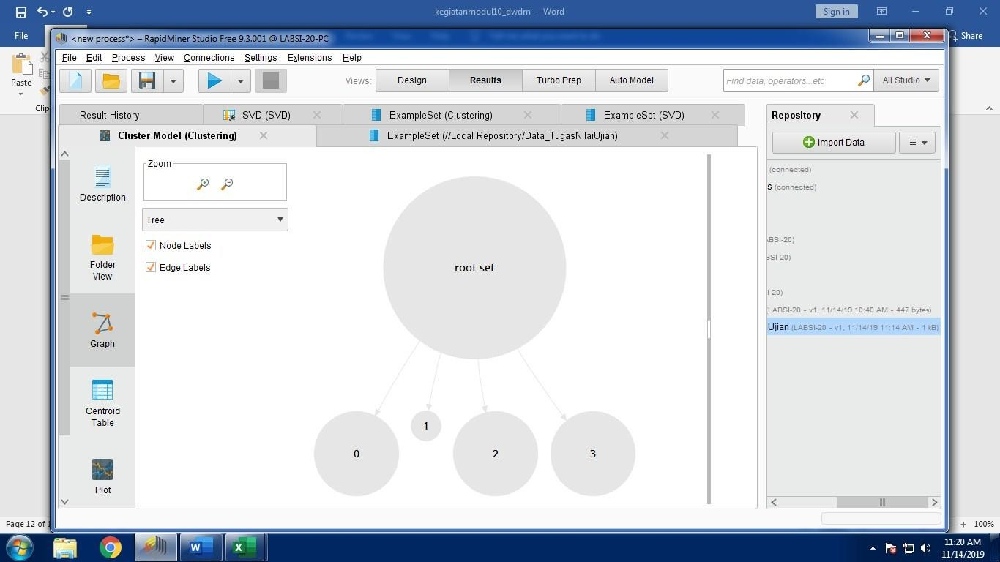 kegiatanmodul10_dwdm - Word
Sign in
File
Share
<new process*> – RapidMiner Studio Free 9.3.001 @ LABSI-20-PC
File Edit Process View Connections Settings Extensions Help
Paste
Clip
Views:
Design
Results
Turbo Prep
Auto Model
Find data, operators...etc
All Studio
Result History
SVD (SVD)
ExampleSet (Clustering)
ExampleSet (SVD)
Repository
Cluster Model (Clustering)
ExampleSet (//Local Repository/Data_TugasNilaiUjian)
Import Data
Description
Folder
View
Graph
Centroid
Table
Plot
Zoom
Tree
Node Labels
Edge Labels
root set
0
1
2
3
(connected)
s (connected)
ABSI-20)
BSI-20)
I-20)
LABSI-20 - v1, 11/14/19 10:40 AM - 447 bytes)
Ujian (LABSI-20 - v1, 11/14/19 11:14 AM - 1 kB)
Page 12 of 1
100%
11:20 AM
11/14/2019